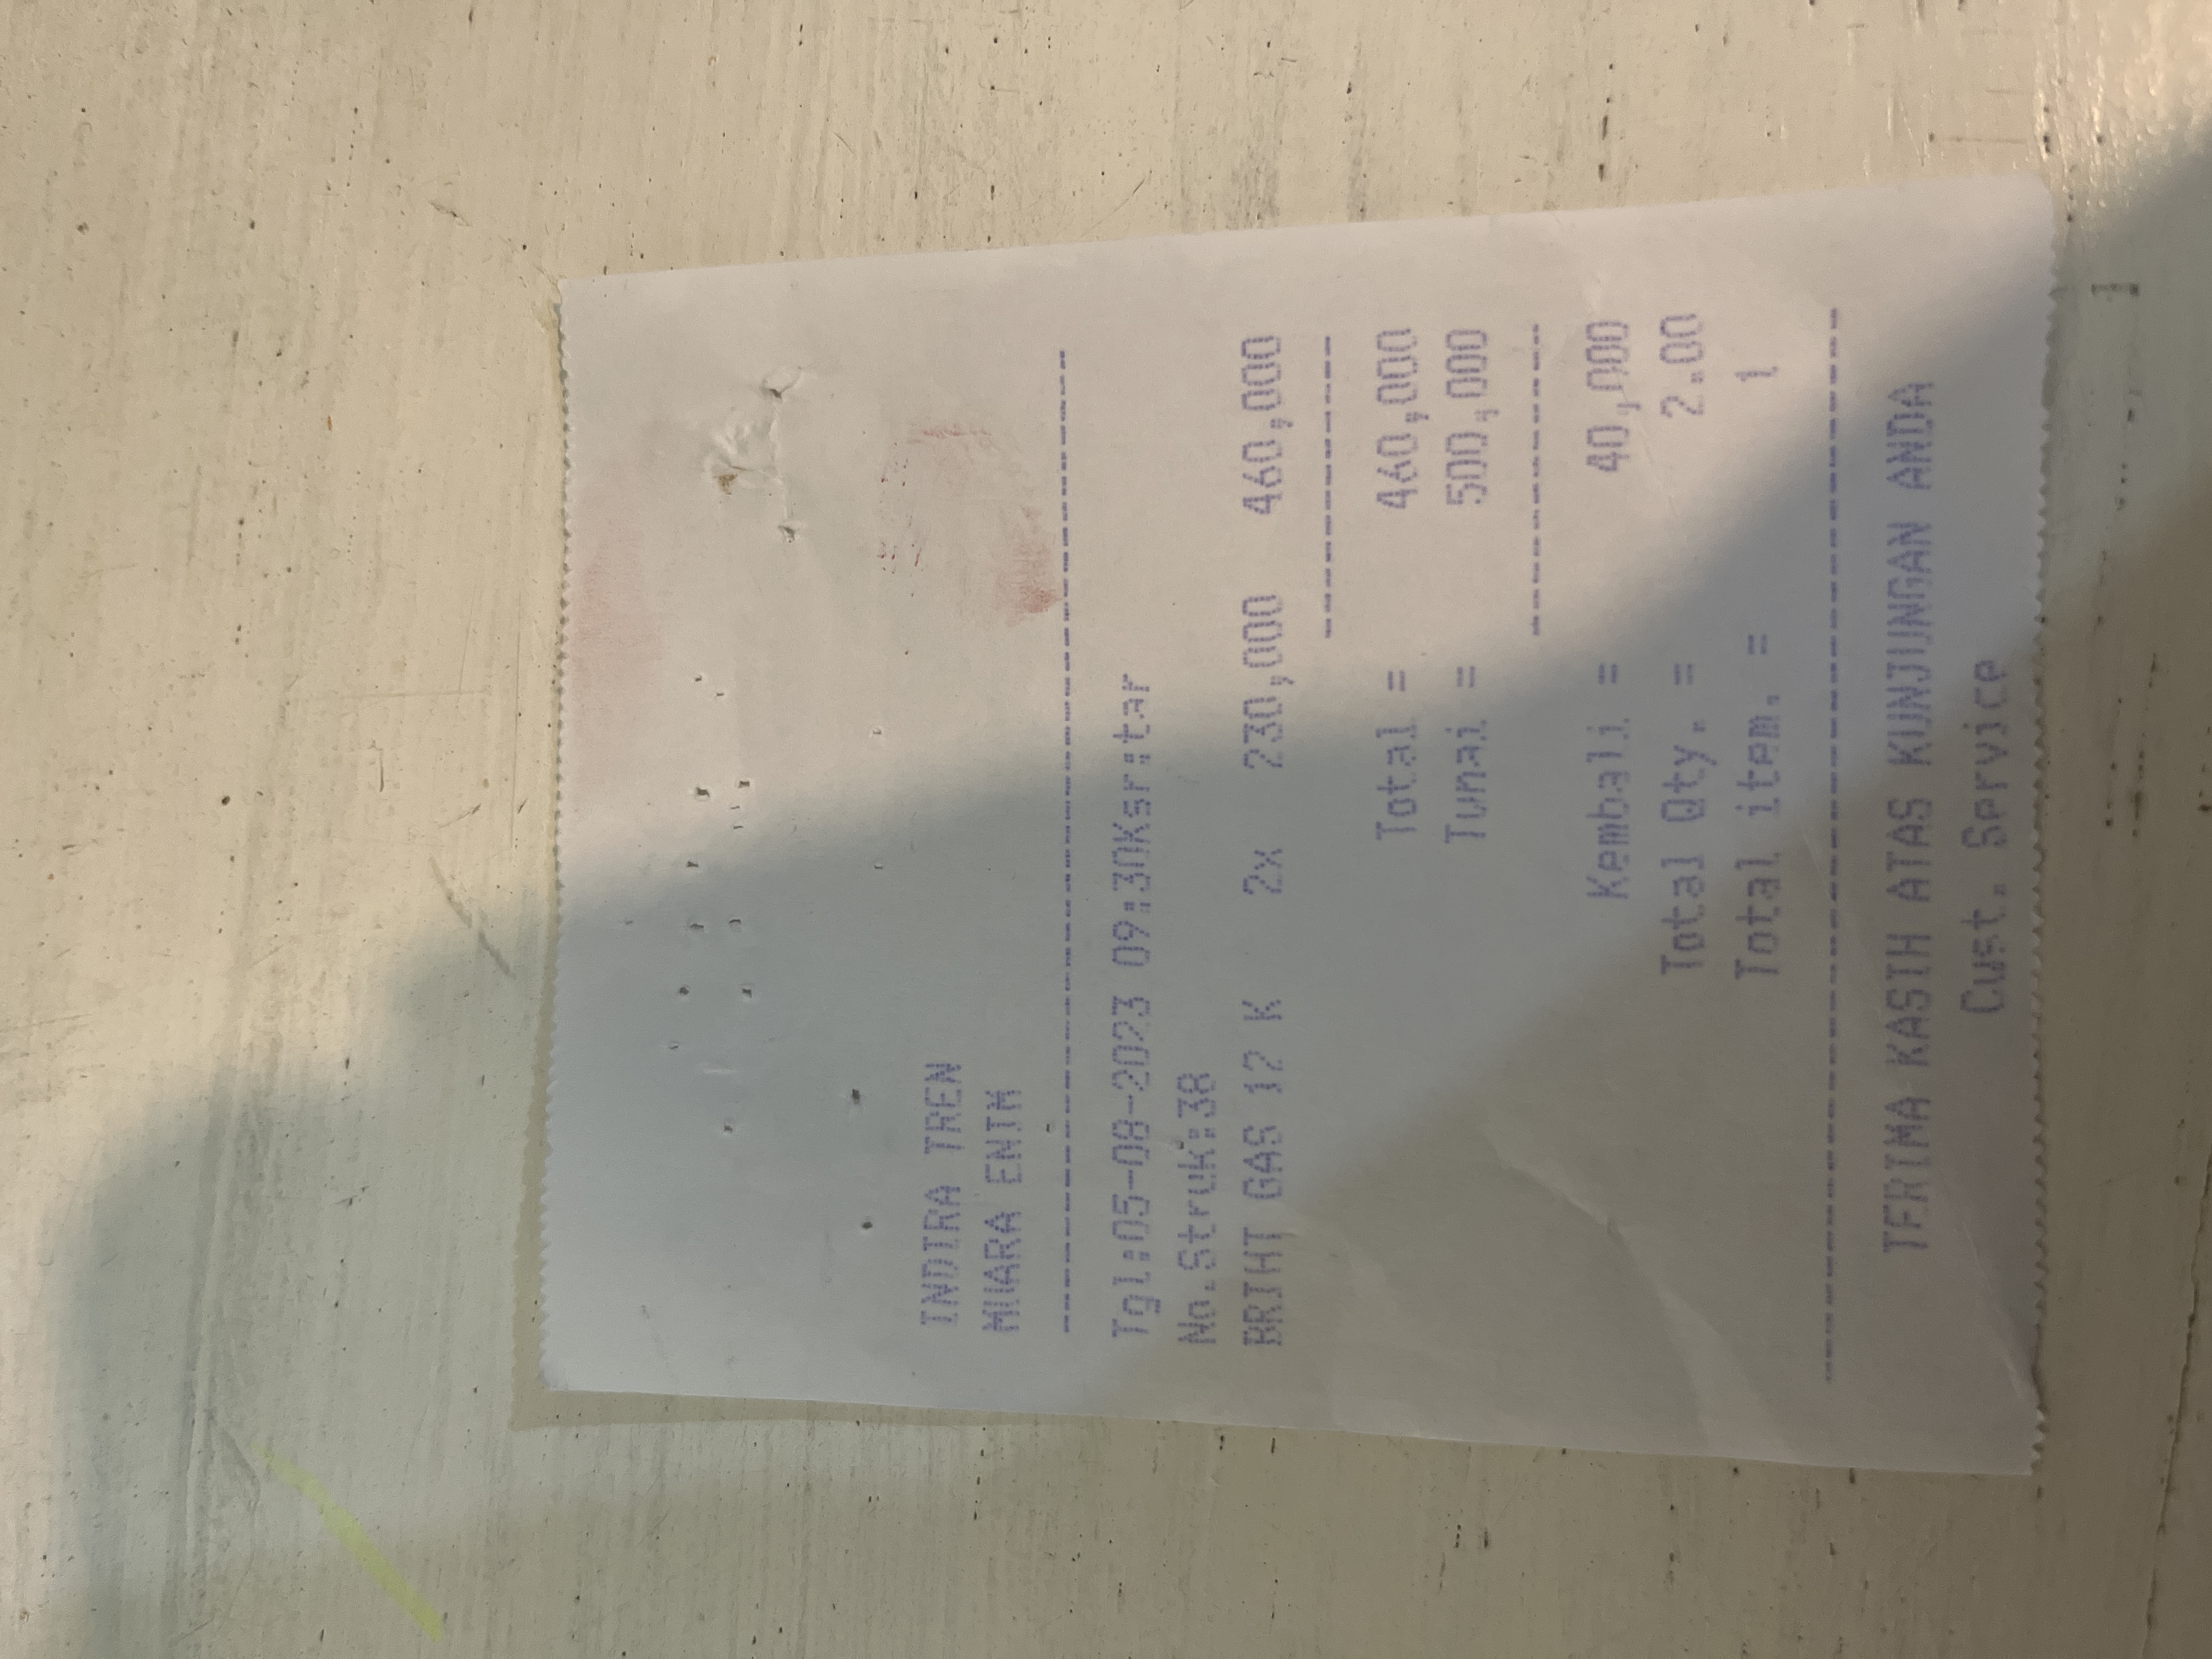 INDIRA TREN
MUARA ENIM
--------------------------------
Tgl:05-08-2023 09:30Ksr:tar
No.Struk:38
BRIHT GAS 12 K 2x 230,000 460,000
----------
Total = 460,000
Tunai = 500,000
----------
Kembali = 40,000
Total Qty. = 2.00
Total item. = 1
--------------------------------
TERIMA KASIH ATAS KUNJUNGAN ANDA
Cust. Service